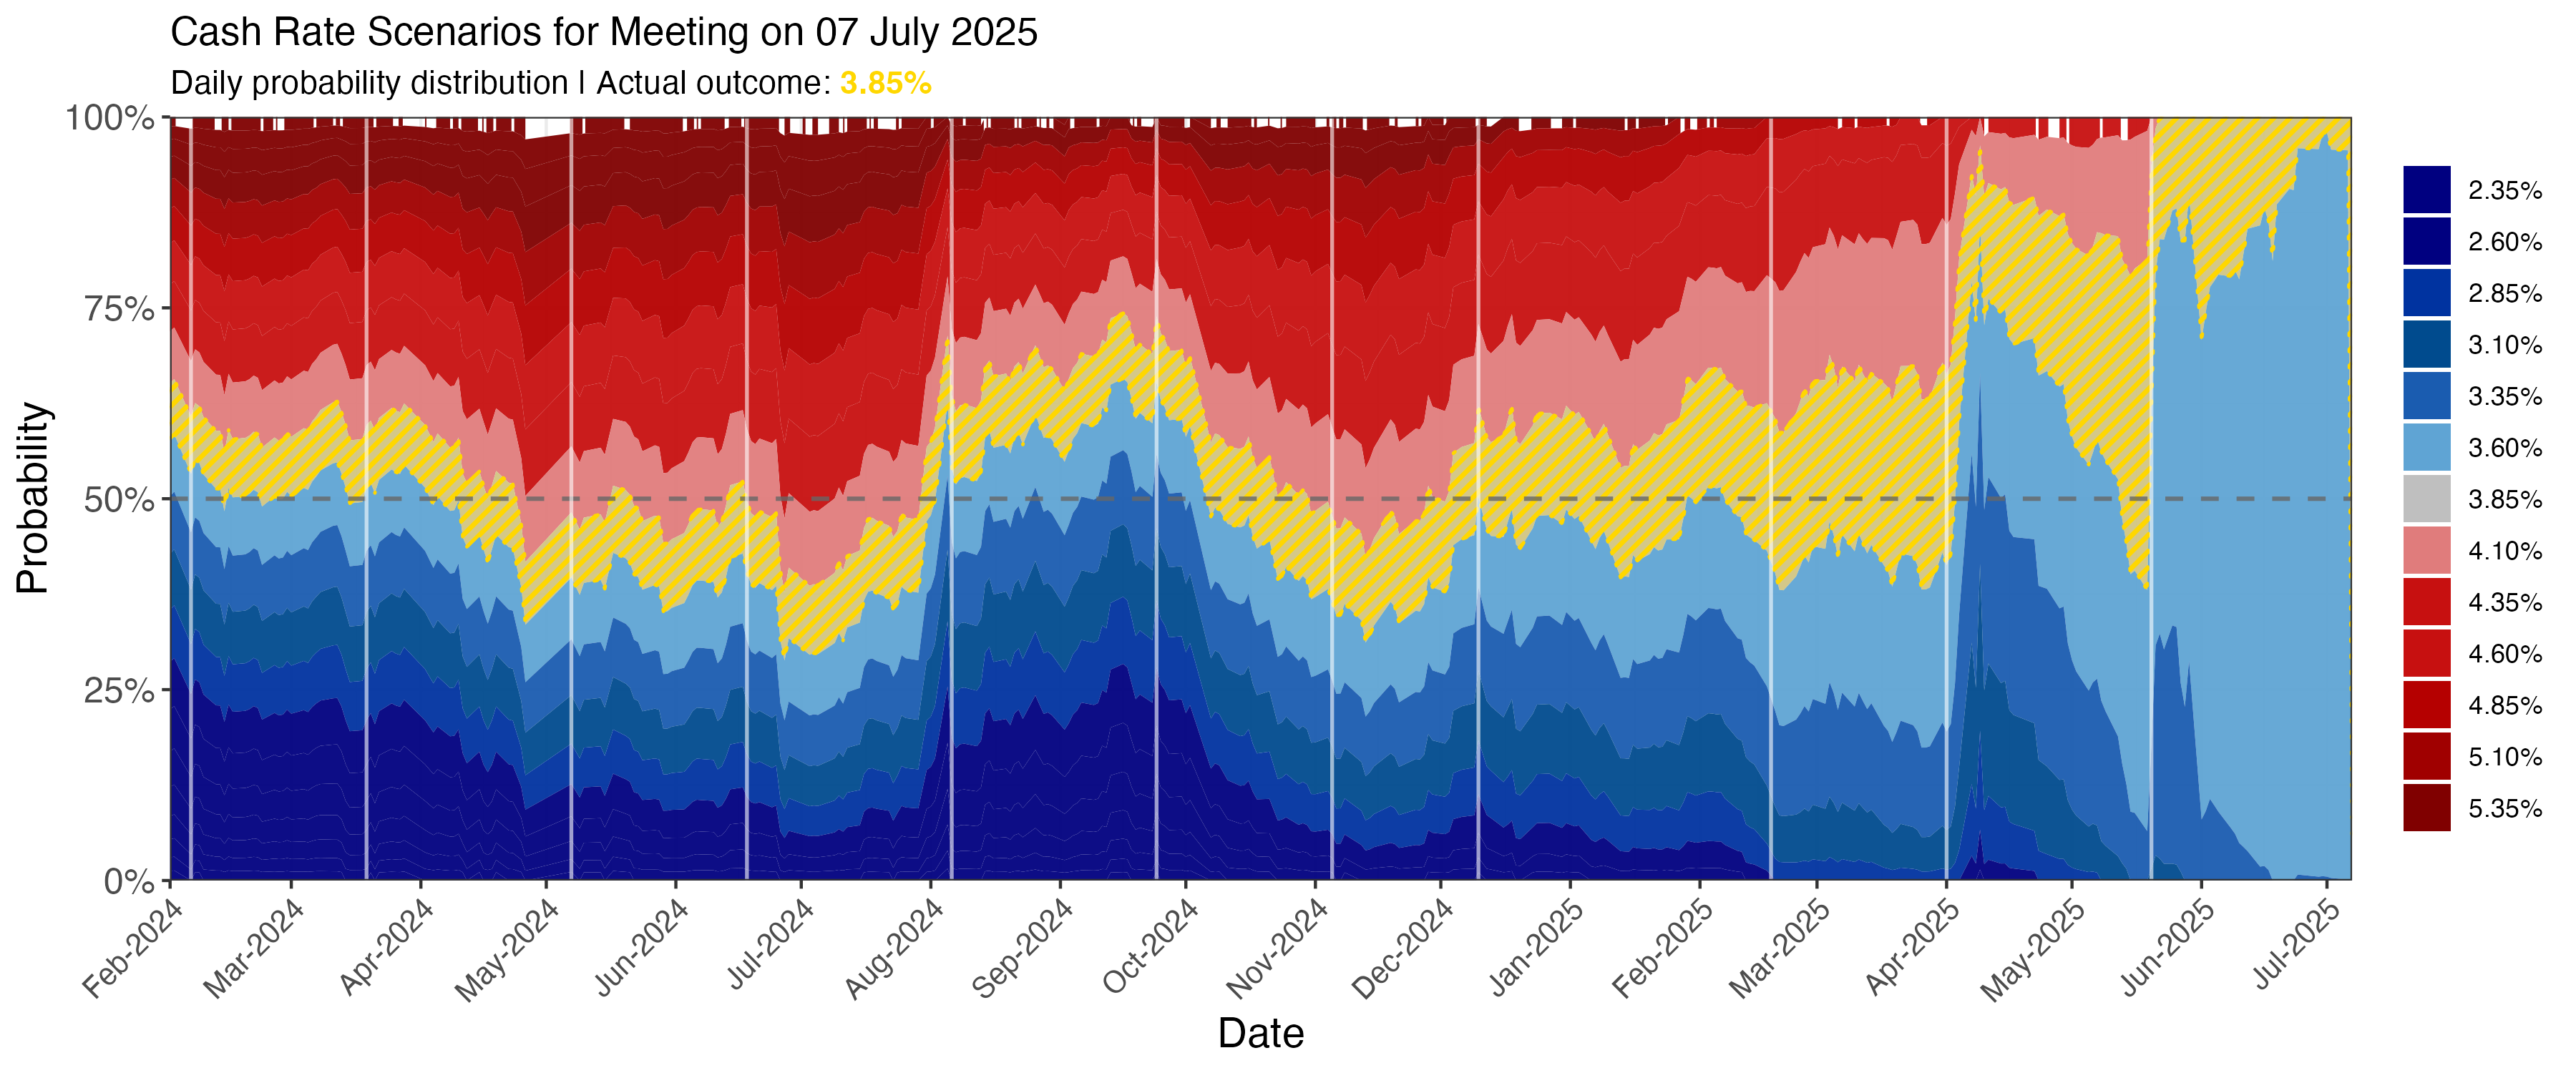 Cash Rate Scenarios for Meeting on 07 July 2025
Daily probability distribution | Actual outcome: 3.85%
Probability
100%
75%
50%
25%
0%
Feb-2024
Mar-2024
Apr-2024
May-2024
Jun-2024
Jul-2024
Aug-2024
Sep-2024
Oct-2024
Nov-2024
Dec-2024
Jan-2025
Feb-2025
Mar-2025
Apr-2025
May-2025
Jun-2025
Jul-2025
Date
2.35%
2.60%
2.85%
3.10%
3.35%
3.60%
3.85%
4.10%
4.35%
4.60%
4.85%
5.10%
5.35%